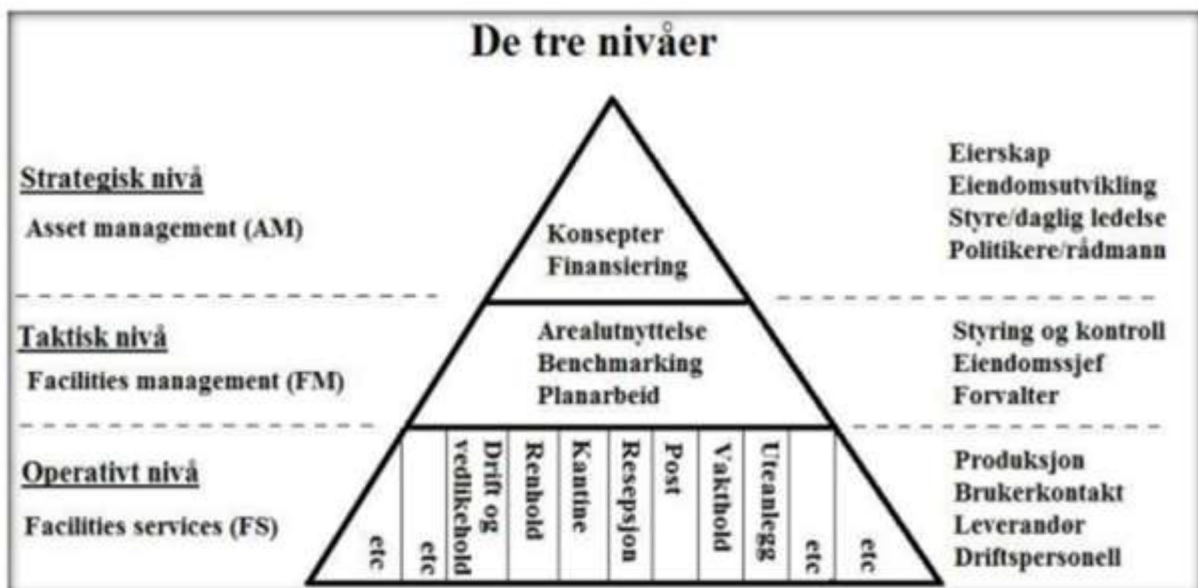 De tre nivåer
Strategisk nivå
Asset management (AM)
Konsepter
Finansiering
Eierskap
Eiendomsutvikling
Styre/daglig ledelse
Politikere/rådmann
Taktisk nivå
Facilities management (FM)
Arealutnyttelse
Benchmarking
Planarbeid
Styring og kontroll
Eiendomssjef
Forvalter
Operativt nivå
Facilities services (FS)
etc
etc
Drift og
vedlikehold
Renhold
Kantine
Resepsjon
Post
Vakthold
Uteanlegg
etc
etc
Produksjon
Brukerkontakt
Leverandør
Driftspersonell